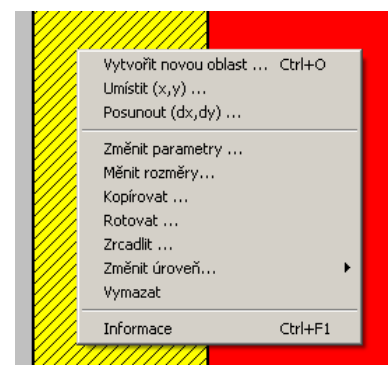 Vytvořit novou oblast ... Ctrl+O
Umístit (x,y) ...
Posunout (dx,dy) ...
Změnit parametry ...
Měnit rozměry...
Kopírovat ...
Rotovat ...
Zrcadlit ...
Změnit úroveň...
Vymazat
Informace Ctrl+F1